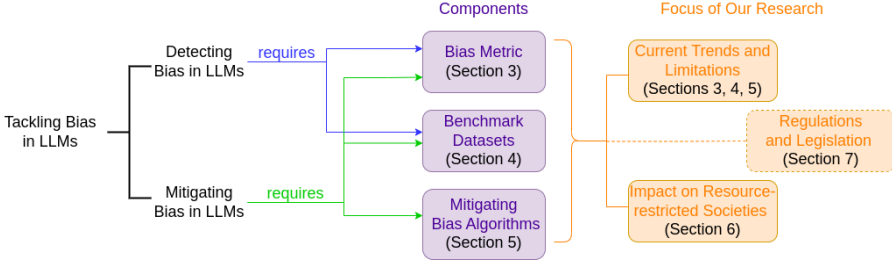 Components
Focus of Our Research
Tackling Bias
in LLMs
Detecting
Bias in LLMs
requires
Mitigating
Bias in LLMs
requires
Bias Metric
(Section 3)
Benchmark
Datasets
(Section 4)
Mitigating
Bias Algorithms
(Section 5)
Current Trends and
Limitations
(Sections 3, 4, 5)
Regulations
and Legislation
(Section 7)
Impact on Resource-
restricted Societies
(Section 6)